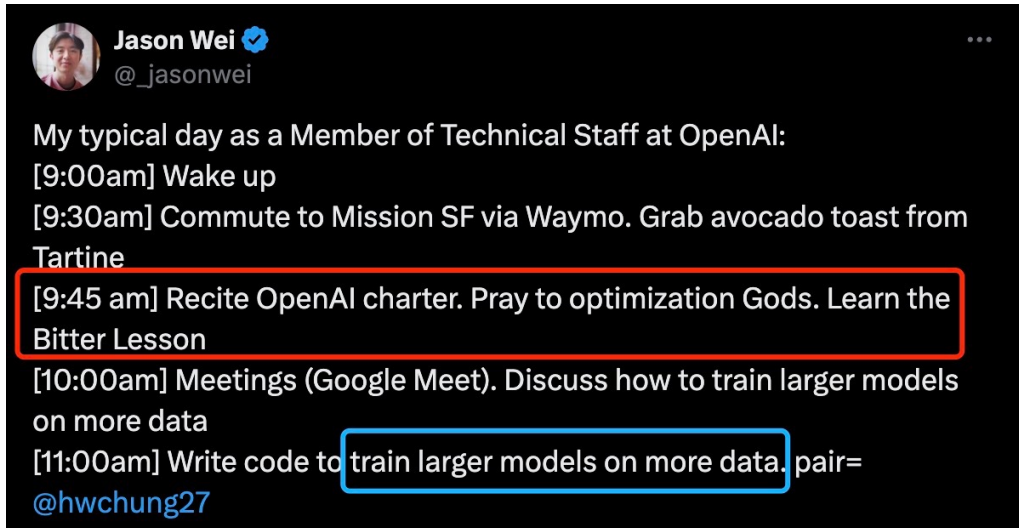 Jason Wei
@_jasonwei
My typical day as a Member of Technical Staff at OpenAI:
[9:00am] Wake up
[9:30am] Commute to Mission SF via Waymo. Grab avocado toast from
Tartine
[9:45 am] Recite OpenAI charter. Pray to optimization Gods. Learn the
Bitter Lesson
[10:00am] Meetings (Google Meet). Discuss how to train larger models
on more data
[11:00am] Write code to train larger models on more data. pair=
@hwchung27